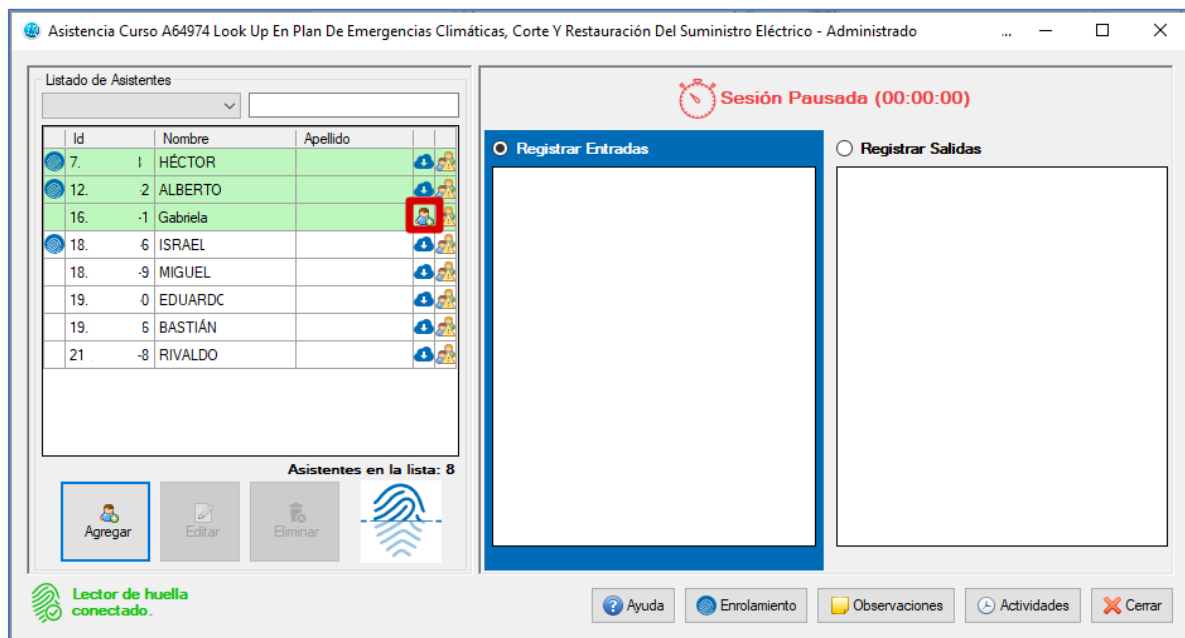 Asistencia Curso A64974 Look Up En Plan De Emergencias Climáticas, Corte Y Restauración Del Suministro Eléctrico - Administrado ...
Listado de Asistentes
Sesión Pausada (00:00:00)
Id Nombre Apellido
Registrar Entradas
Registrar Salidas
7. HÉCTOR
12. 2 ALBERTO
16. -1 Gabriela
18. 6 ISRAEL
18. -9 MIGUEL
19. 0 EDUARDO
19. 6 BASTIÁN
21 -8 RIVALDO
Asistentes en la lista: 8
Agregar
Editar
Eliminar
Lector de huella
conectado.
Ayuda
Enrolamiento
Observaciones
Actividades
Cerrar